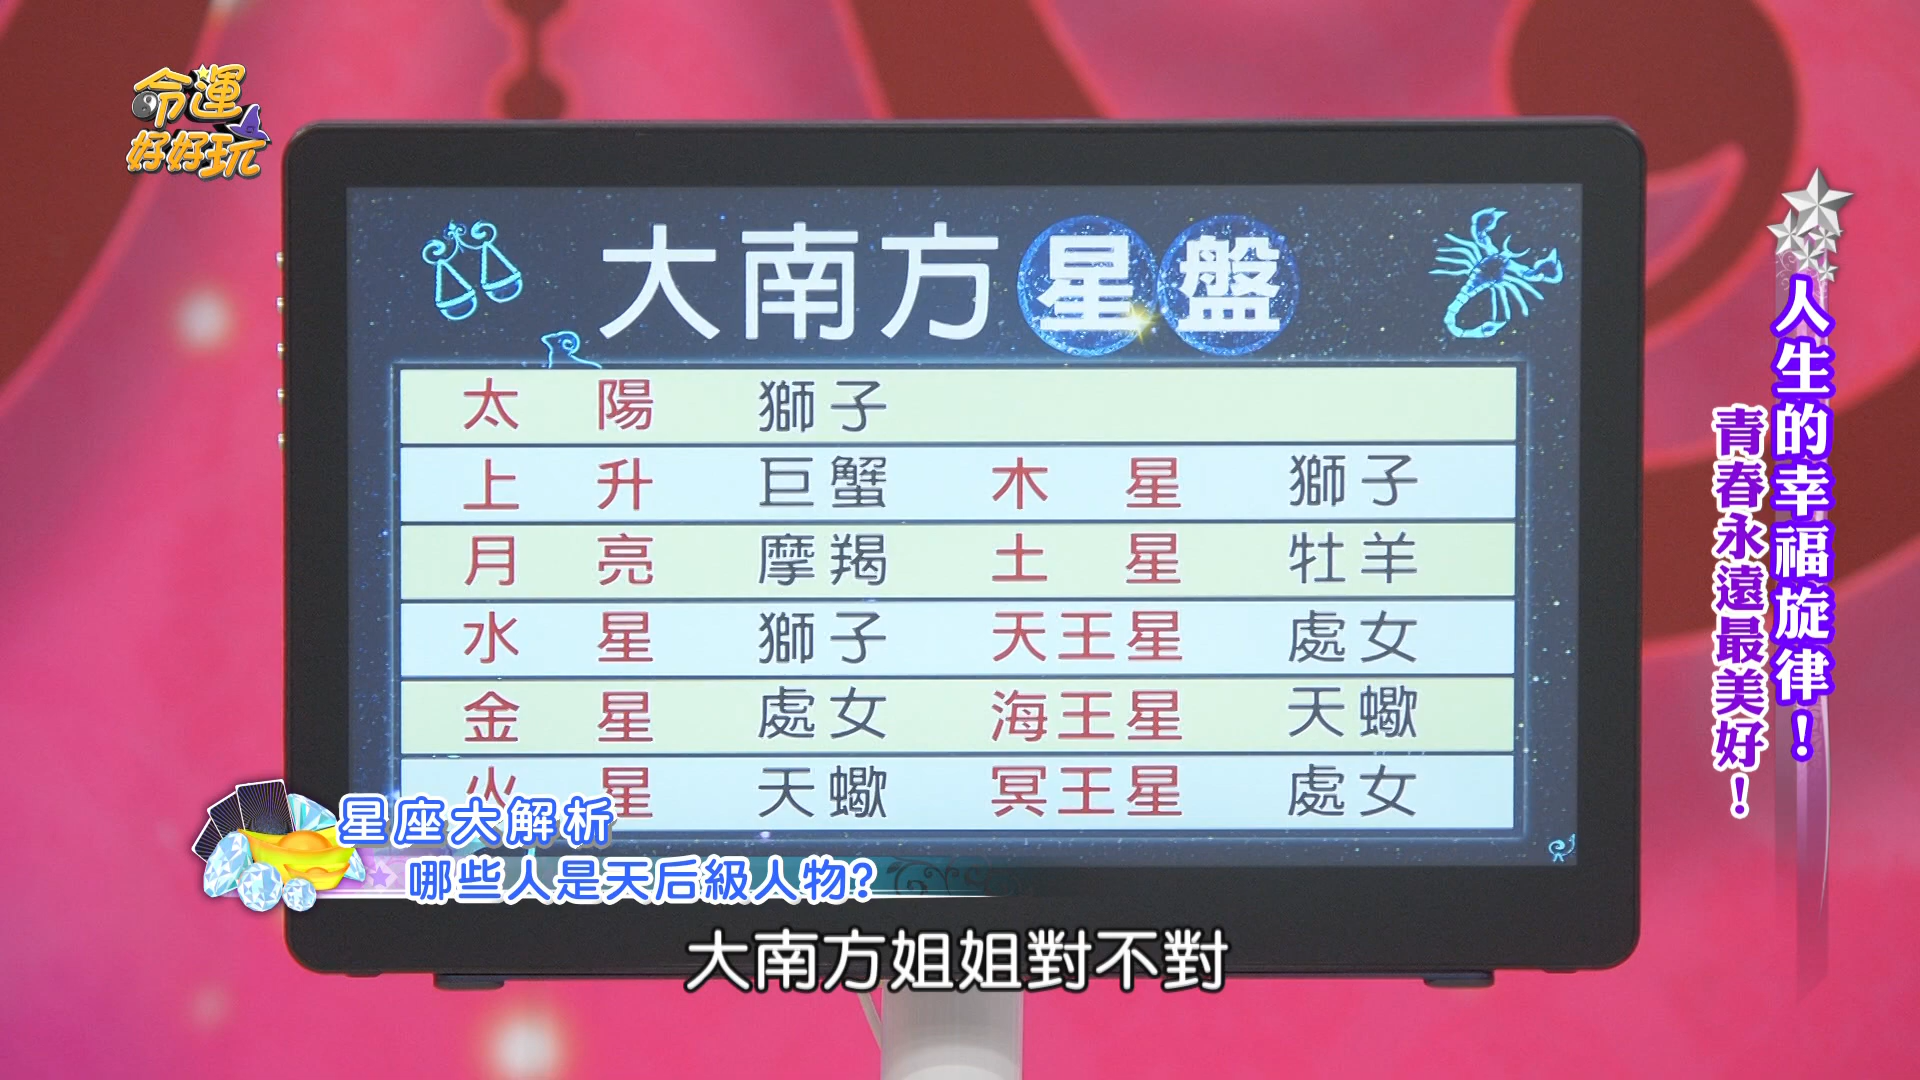 命運
好好玩
大南方星盤
太陽 獅子
上升 巨蟹 木星 獅子
月亮 摩羯 土星 牡羊
水星 獅子 天王星 處女
金星 處女 海王星 天蠍
火星 天蠍 冥王星 處女
人生的幸福旋律!
青春永遠最美好!
星座大解析
哪些人是天后級人物?
大南方姐姐對不對